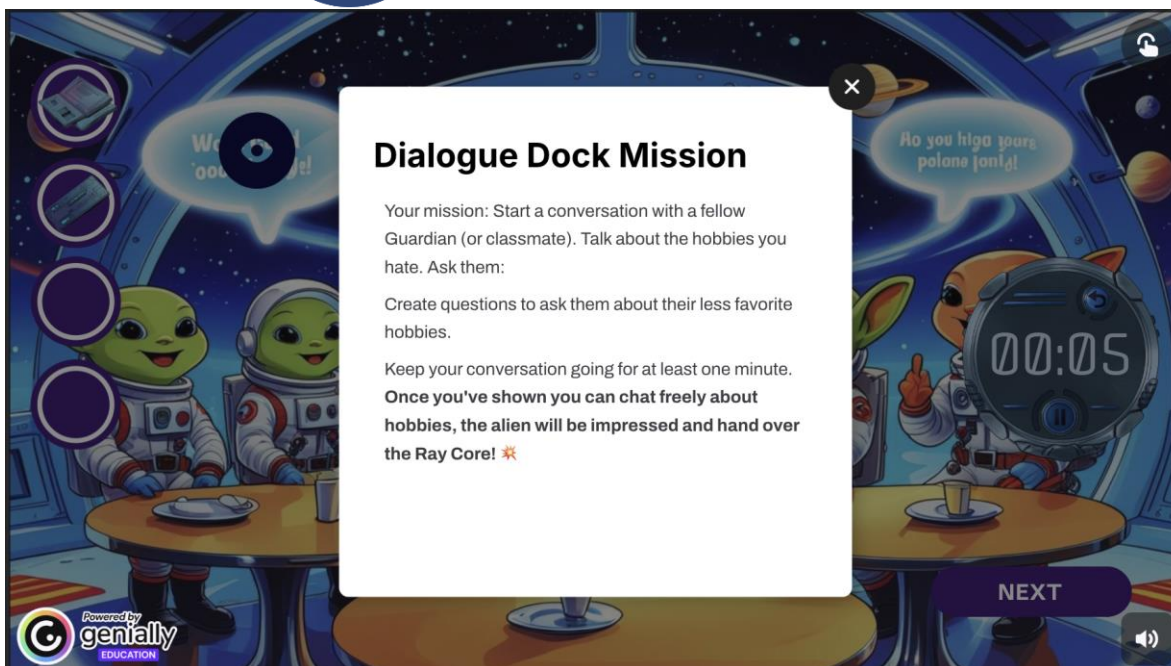 Dialogue Dock Mission
Your mission: Start a conversation with a fellow
Guardian (or classmate). Talk about the hobbies you
hate. Ask them:
Create questions to ask them about their less favorite
hobbies.
Keep your conversation going for at least one minute.
Once you've shown you can chat freely about
hobbies, the alien will be impressed and hand over
the Ray Core! 💥
00:05
NEXT
Powered by
genially
EDUCATION